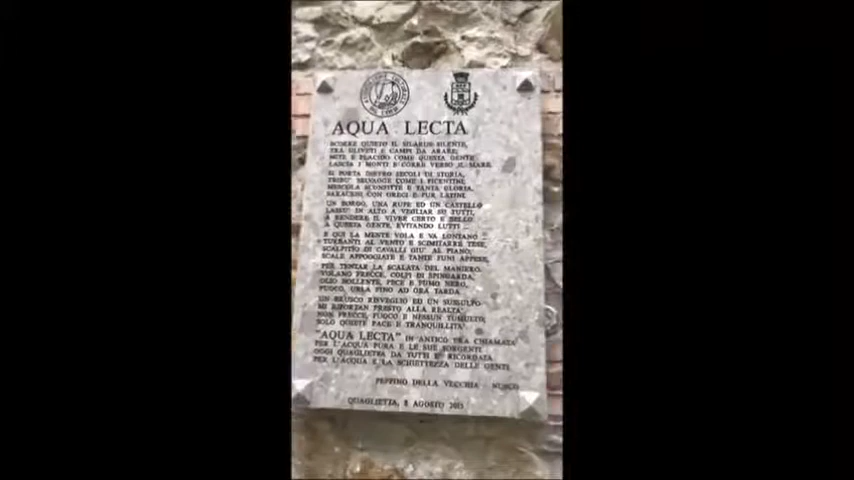 AQUA LECTA
SCORRE QUIETO IL SILARUS SILENTE,
TRA ULIVETI E CAMPI DA ARARE,
MITE E PLACIDO COME QUESTA GENTE
LASCIA I MONTI E CORRE VERSO IL MARE.
SI PORTA DIETRO SECOLI DI STORIA,
TRIBU' SELVAGGE COME I PICENTINI,
MESCOLA SCONFITTE E TANTA GLORIA,
SARACENI CON GRECI E PUR LATINI.
UN BORGO, UNA RUPE ED UN CASTELLO
LASSU' IN ALTO A VEGLIAR SU TUTTI,
A RENDERE IL VIVER CERTO E BELLO
A QUESTA GENTE, EVITANDO LUTTI.
E QUI LA MENTE VOLA E VA LONTANO
TURBANTI AL VENTO E SCIMITARRE TESE,
SCALPITIO DI CAVALLI GIU' AL PIANO,
SCALE APPOGGIATE E TANTE FUNI APPESE,
PER TENTAR LA SCALATA DEL MANIERO
VOLANO FRECCE, COLPI DI SPINGARDA,
OLIO BOLLENTE, PECE E FUMO NERO,
FUOCO, URLA FINO AD ORA TARDA.
UN BRUSCO RISVEGLIO ED UN SUSSULTO
MI RIPORTAN PRESTO ALLA REALTA'
NON FRECCE, FUOCO E NESSUN TUMULTO,
SOLO QUIETE PACE E TRANQUILLITA'.
"AQUA LECTA" IN ANTICO ERA CHIAMATA
PER L'ACQUA PURA E LE SUE SORGENTI
OGGI QUAGLIETTA DA TUTTI E' RICORDATA
PER L'ACQUA E LA SCHIETTEZZA DELLE GENTI.
PEPPINO DELLA VECCHIA - NUSCO
QUAGLIETTA, 8 AGOSTO